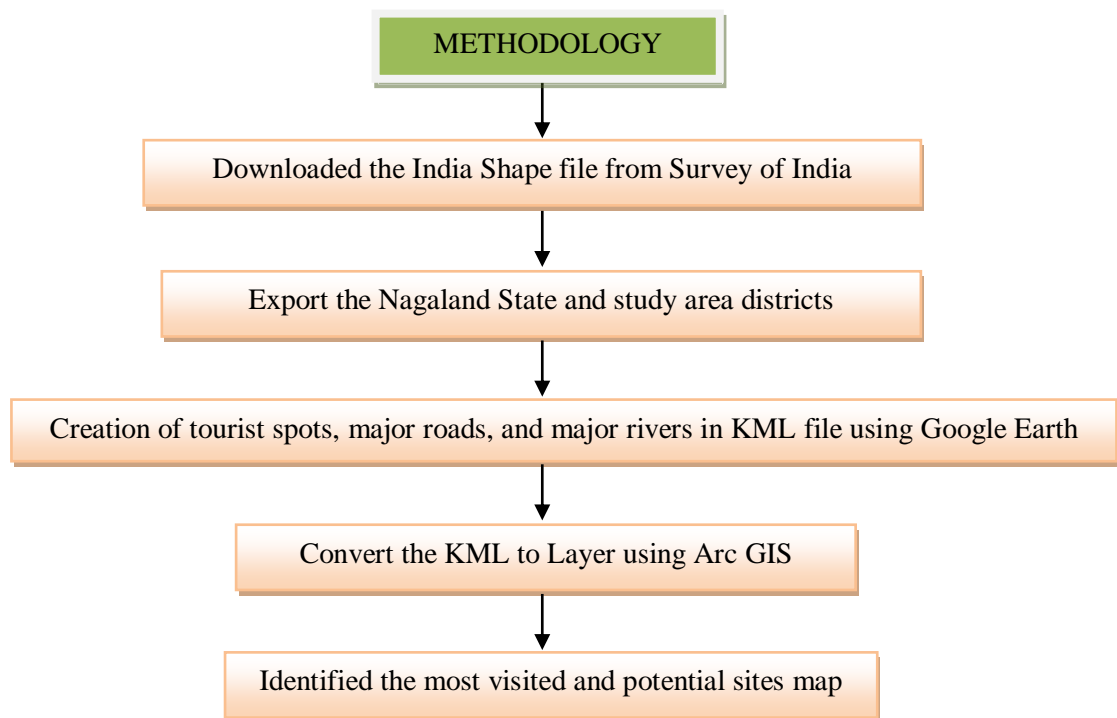 METHODOLOGY
Downloaded the India Shape file from Survey of India
Export the Nagaland State and study area districts
Creation of tourist spots, major roads, and major rivers in KML file using Google Earth
Convert the KML to Layer using Arc GIS
Identified the most visited and potential sites map